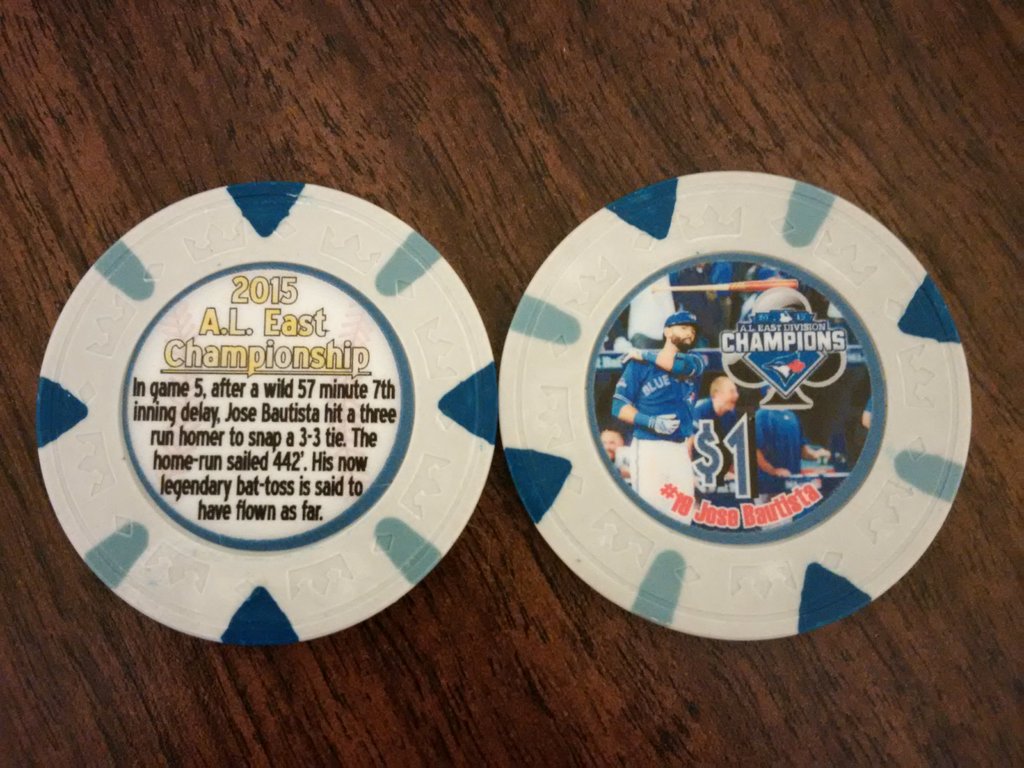 2015
A.L. East
Championship
In game 5, after a wild 57 minute 7th
inning delay, Jose Bautista hit a three
run homer to snap a 3-3 tie. The
home-run sailed 442'. His now
legendary bat-toss is said to
have flown as far.
A.L. EAST DIVISION
CHAMPIONS
BLUE
$1
#19 Jose Bautista